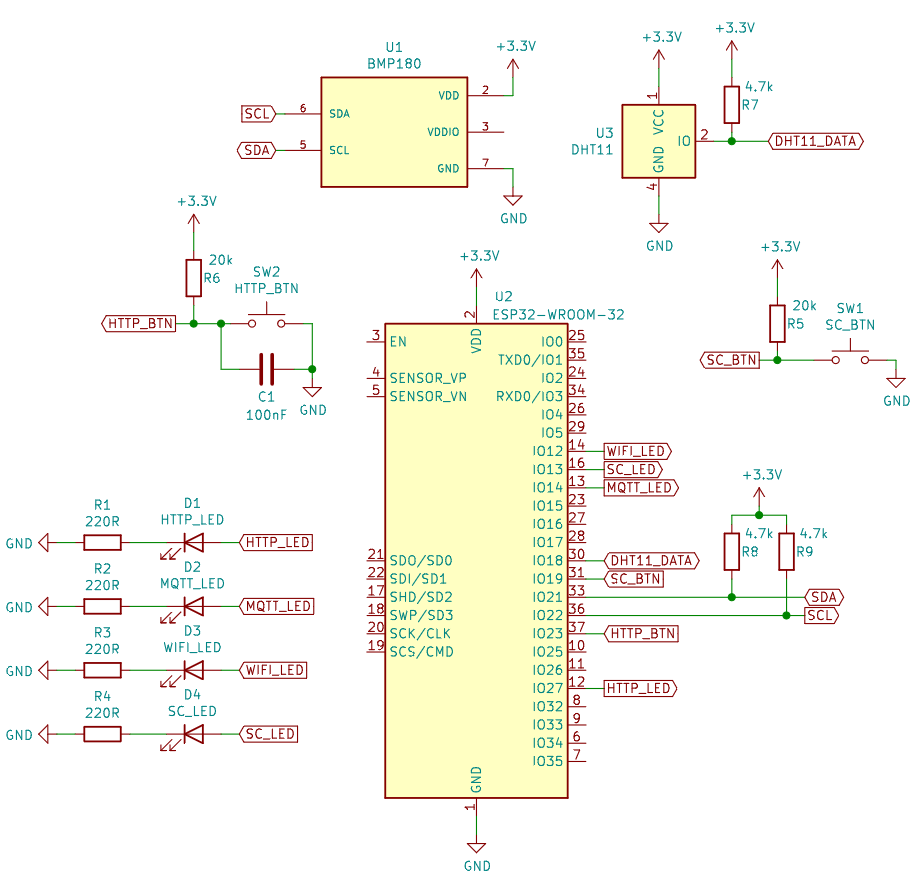 U1
BMP180
+3.3V
SCL
6
SDA
SDA
5
SCL
VDD
2
VDDIO
3
GND
7
GND
+3.3V
+3.3V
4.7k
R7
1
VCC
U3
DHT11
IO
2
DHT11_DATA
GND
4
GND
+3.3V
20k
R6
SW2
HTTP_BTN
HTTP_BTN
C1
100nF
GND
+3.3V
20k
R5
SW1
SC_BTN
SC_BTN
GND
+3.3V
U2
ESP32-WROOM-32
2
VDD
3
EN
4
SENSOR_VP
5
SENSOR_VN
21
SDO/SD0
22
SDI/SD1
17
SHD/SD2
18
SWP/SD3
20
SCK/CLK
19
SCS/CMD
IO0
25
TXD0/IO1
35
IO2
24
RXD0/IO3
34
IO4
26
IO5
29
IO12
14
WIFI_LED
IO13
16
SC_LED
IO14
13
MQTT_LED
IO15
23
IO16
27
IO17
28
IO18
30
DHT11_DATA
IO19
31
SC_BTN
IO21
33
SDA
IO22
36
SCL
IO23
37
HTTP_BTN
IO25
10
IO26
11
IO27
12
HTTP_LED
IO32
8
IO33
9
IO34
6
IO35
7
GND
1
GND
+3.3V
4.7k
R8
4.7k
R9
R1
220R
GND
D1
HTTP_LED
HTTP_LED
R2
220R
GND
D2
MQTT_LED
MQTT_LED
R3
220R
GND
D3
WIFI_LED
WIFI_LED
R4
220R
GND
D4
SC_LED
SC_LED